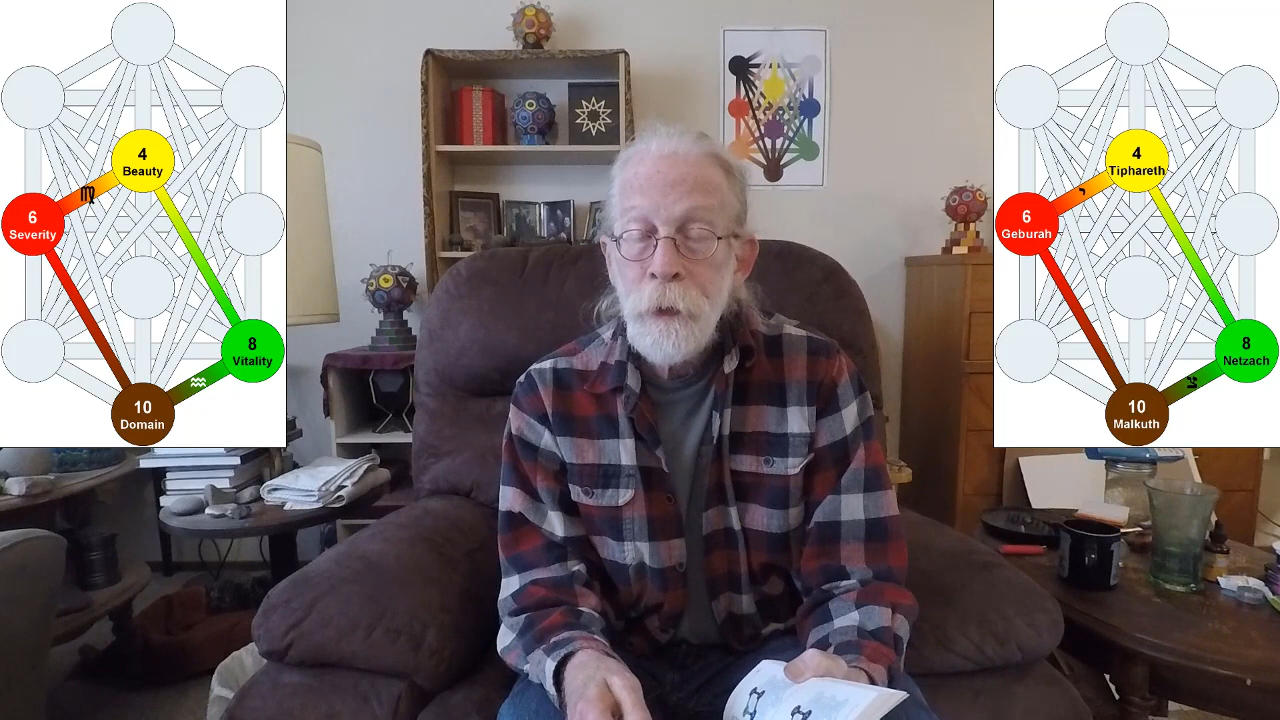 4
Beauty
6
Severity
♍
8
Vitality
♒
10
Domain
4
Tiphareth
6
Geburah
י
8
Netzach
10
Malkuth